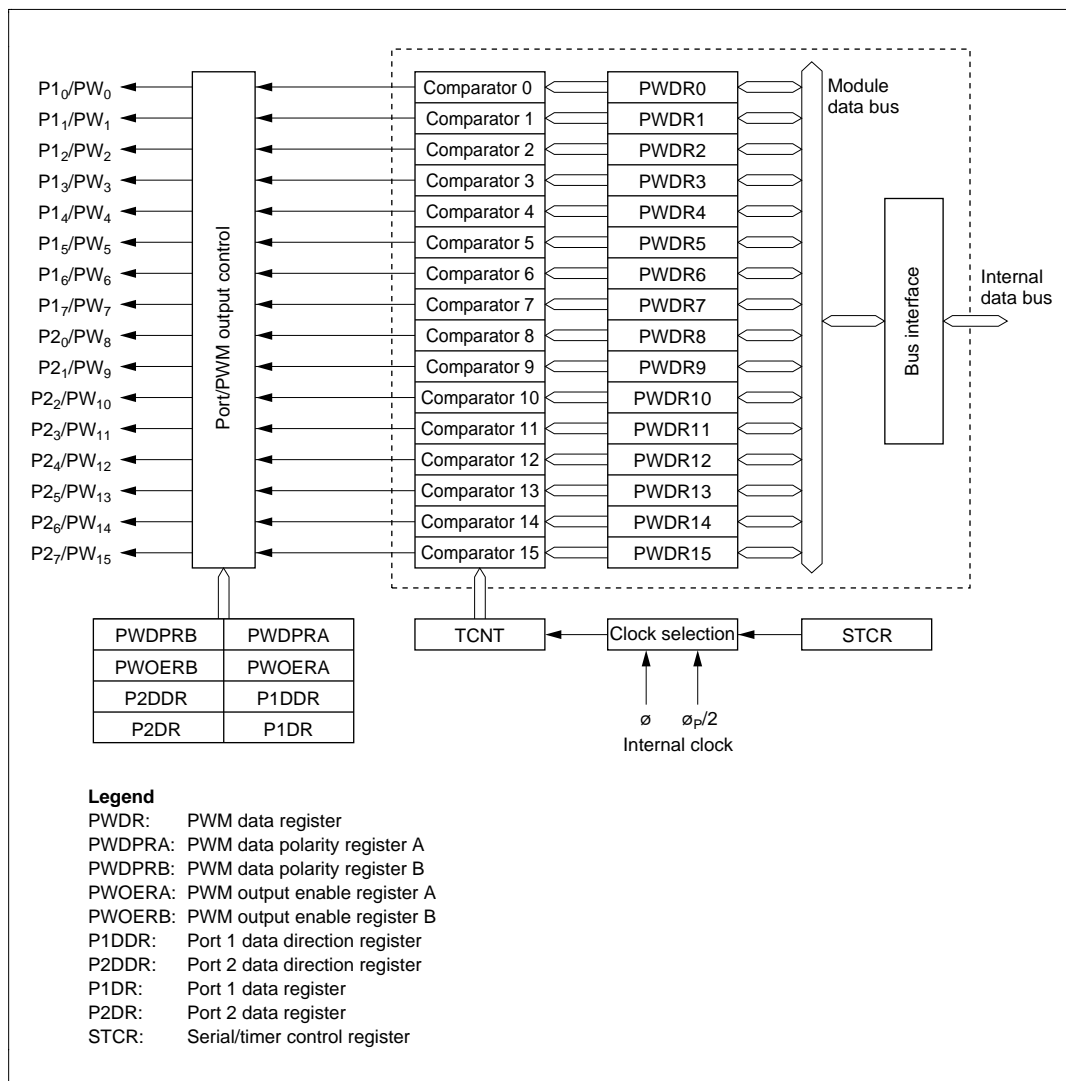 P1₀/PW₀
P1₁/PW₁
P1₂/PW₂
P1₃/PW₃
P1₄/PW₄
P1₅/PW₅
P1₆/PW₆
P1₇/PW₇
P2₀/PW₈
P2₁/PW₉
P2₂/PW₁₀
P2₃/PW₁₁
P2₄/PW₁₂
P2₅/PW₁₃
P2₆/PW₁₄
P2₇/PW₁₅
Port/PWM output control
Comparator 0
Comparator 1
Comparator 2
Comparator 3
Comparator 4
Comparator 5
Comparator 6
Comparator 7
Comparator 8
Comparator 9
Comparator 10
Comparator 11
Comparator 12
Comparator 13
Comparator 14
Comparator 15
PWDR0
PWDR1
PWDR2
PWDR3
PWDR4
PWDR5
PWDR6
PWDR7
PWDR8
PWDR9
PWDR10
PWDR11
PWDR12
PWDR13
PWDR14
PWDR15
Module
data bus
Bus interface
Internal
data bus
PWDPRB PWDPRA
PWOERB PWOERA
P2DDR P1DDR
P2DR P1DR
TCNT
Clock selection
STCR
ø øP/2
Internal clock
Legend
PWDR: PWM data register
PWDPRA: PWM data polarity register A
PWDPRB: PWM data polarity register B
PWOERA: PWM output enable register A
PWOERB: PWM output enable register B
P1DDR: Port 1 data direction register
P2DDR: Port 2 data direction register
P1DR: Port 1 data register
P2DR: Port 2 data register
STCR: Serial/timer control register